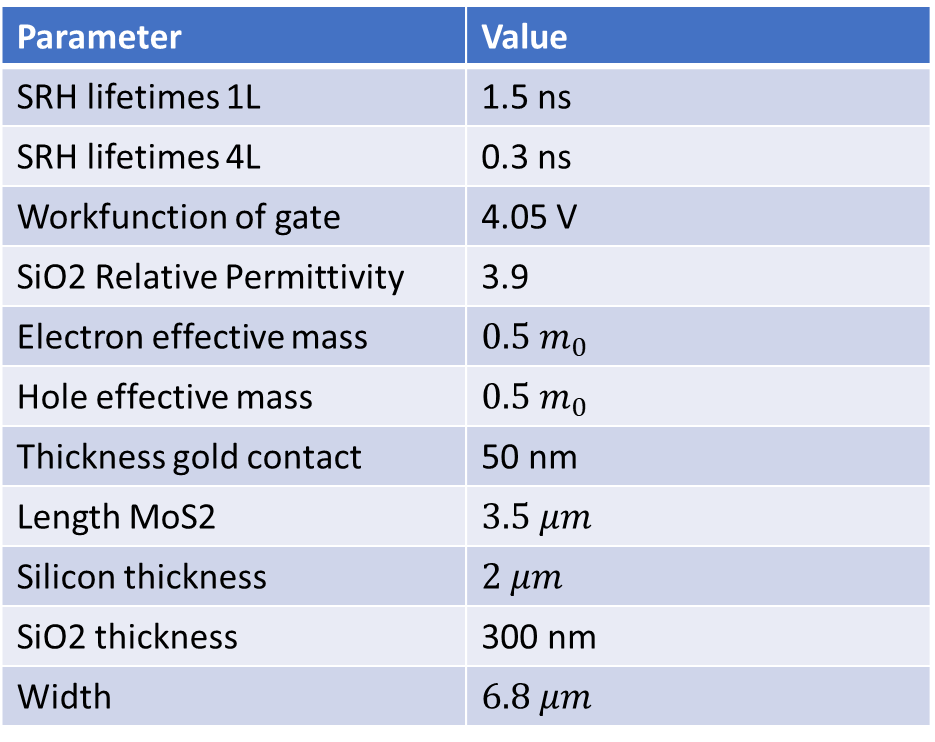 Parameter Value
SRH lifetimes 1L 1.5 ns
SRH lifetimes 4L 0.3 ns
Workfunction of gate 4.05 V
SiO2 Relative Permittivity 3.9
Electron effective mass 0.5 m₀
Hole effective mass 0.5 m₀
Thickness gold contact 50 nm
Length MoS2 3.5 μm
Silicon thickness 2 μm
SiO2 thickness 300 nm
Width 6.8 μm